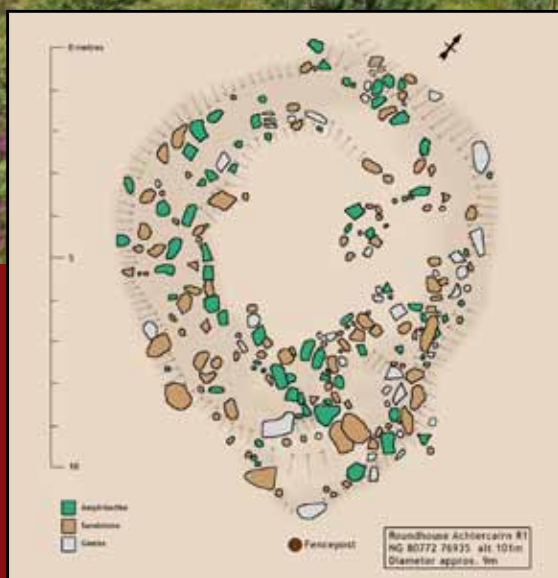 0 metres
5
10
Amphibolite
Sandstone
Gneiss
Fencepost
Roundhouse Achtercairn R1
NG 80772 76935 alt 101m
Diameter approx. 9m